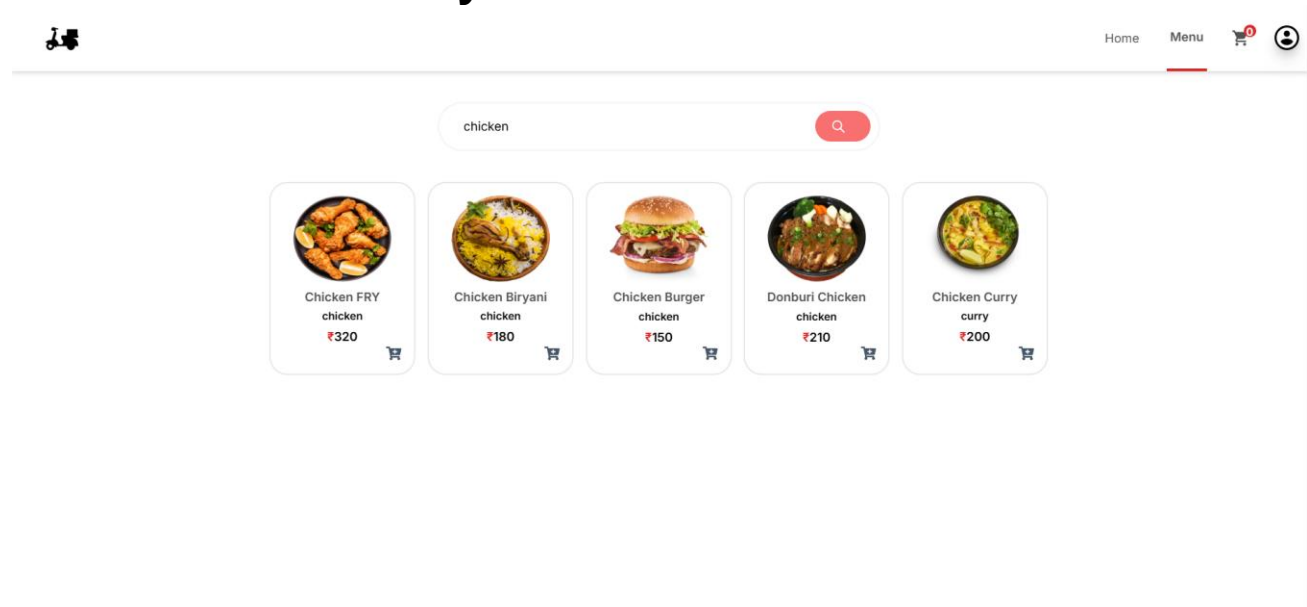 Home Menu 0
chicken
Chicken FRY
chicken
₹320
Chicken Biryani
chicken
₹180
Chicken Burger
chicken
₹150
Donburi Chicken
chicken
₹210
Chicken Curry
curry
₹200